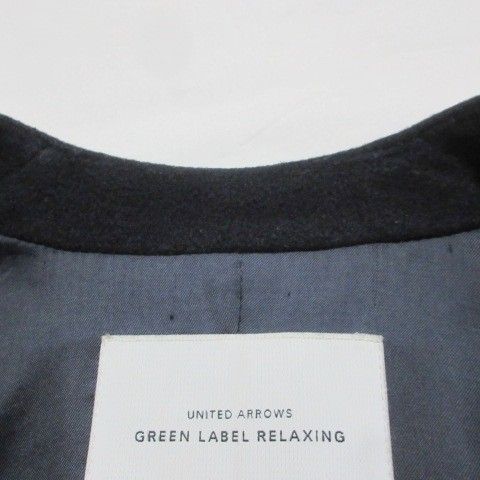 UNITED ARROWS
GREEN LABEL RELAXING